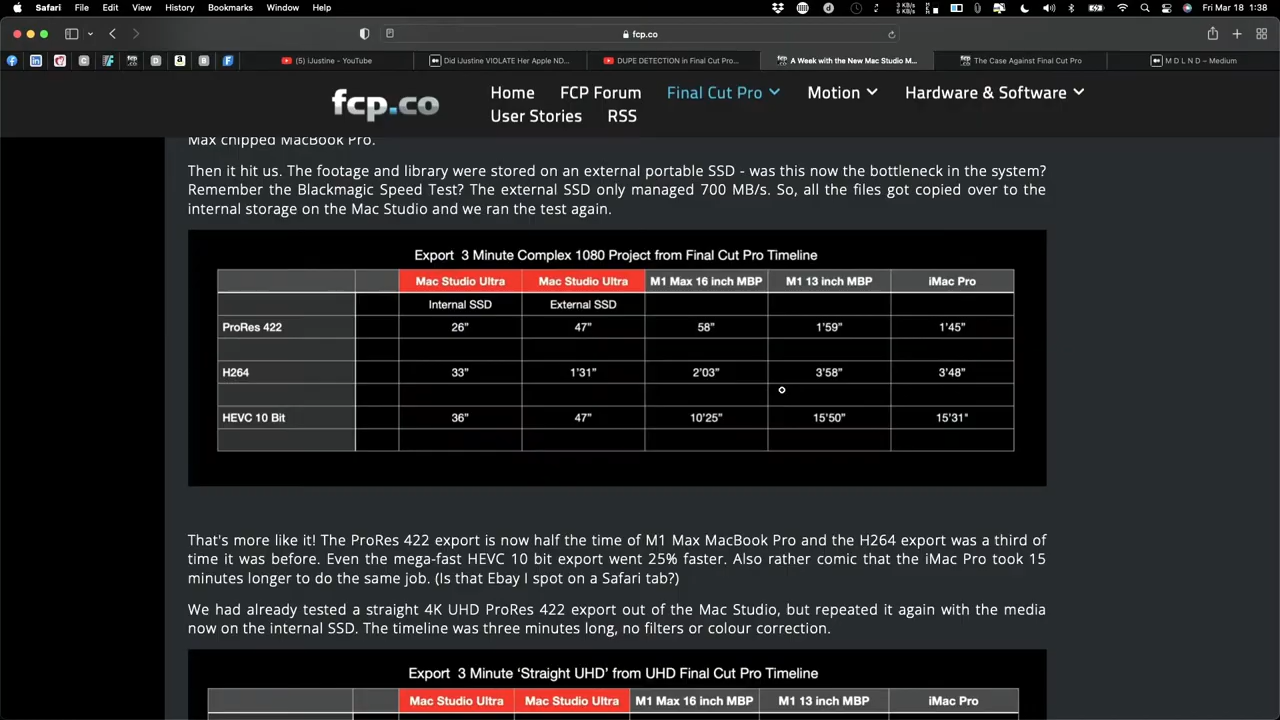 Safari File Edit View History Bookmarks Window Help
3 KB/s
5 KB/s
Fri Mar 18 1:38
fcp.co
(5) iJustine - YouTube
Did iJustine VIOLATE Her Apple ND...
DUPE DETECTION in Final Cut Pro...
A Week with the New Mac Studio M...
The Case Against Final Cut Pro
M D L N D – Medium
fcp.co
Home FCP Forum Final Cut Pro Motion Hardware & Software
User Stories RSS
Max chipped MacBook Pro.
Then it hit us. The footage and library were stored on an external portable SSD - was this now the bottleneck in the system?
Remember the Blackmagic Speed Test? The external SSD only managed 700 MB/s. So, all the files got copied over to the
internal storage on the Mac Studio and we ran the test again.
Export 3 Minute Complex 1080 Project from Final Cut Pro Timeline
Mac Studio Ultra Mac Studio Ultra M1 Max 16 inch MBP M1 13 inch MBP iMac Pro
Internal SSD External SSD
ProRes 422 26” 47” 58” 1’59” 1’45”
H264 33” 1’31” 2’03” 3’58” 3’48”
HEVC 10 Bit 36” 47” 10’25” 15’50” 15’31"
That's more like it! The ProRes 422 export is now half the time of M1 Max MacBook Pro and the H264 export was a third of
time it was before. Even the mega-fast HEVC 10 bit export went 25% faster. Also rather comic that the iMac Pro took 15
minutes longer to do the same job. (Is that Ebay I spot on a Safari tab?)
We had already tested a straight 4K UHD ProRes 422 export out of the Mac Studio, but repeated it again with the media
now on the internal SSD. The timeline was three minutes long, no filters or colour correction.
Export 3 Minute ‘Straight UHD’ from UHD Final Cut Pro Timeline
Mac Studio Ultra Mac Studio Ultra M1 Max 16 inch MBP M1 13 inch MBP iMac Pro